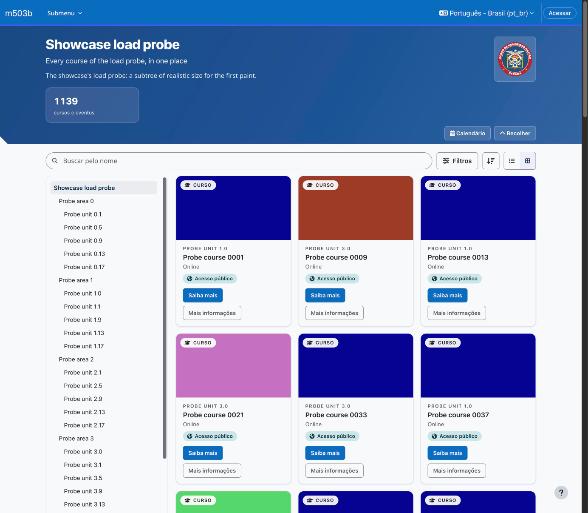 m503b
Submenu
Português - Brasil (pt_br)
Acessar
Showcase load probe
Every course of the load probe, in one place
The showcase's load probe: a subtree of realistic size for the first paint.
1139
cursos e eventos
Calendário
Recolher
Buscar pelo nome
Filtros
Showcase load probe
Probe area 0
Probe unit 0.1
Probe unit 0.5
Probe unit 0.9
Probe unit 0.13
Probe unit 0.17
Probe area 1
Probe unit 1.0
Probe unit 1.1
Probe unit 1.9
Probe unit 1.13
Probe unit 1.17
Probe area 2
Probe unit 2.1
Probe unit 2.5
Probe unit 2.9
Probe unit 2.13
Probe unit 2.17
Probe area 3
Probe unit 3.0
Probe unit 3.1
Probe unit 3.5
Probe unit 3.9
Probe unit 3.13
CURSO
PROBE UNIT 1.0
Probe course 0001
Online
Acesso público
Saiba mais
Mais informações
CURSO
PROBE UNIT 3.0
Probe course 0009
Online
Acesso público
Saiba mais
Mais informações
CURSO
PROBE UNIT 1.0
Probe course 0013
Online
Acesso público
Saiba mais
Mais informações
CURSO
PROBE UNIT 3.0
Probe course 0021
Online
Acesso público
Saiba mais
Mais informações
CURSO
PROBE UNIT 3.0
Probe course 0033
Online
Acesso público
Saiba mais
Mais informações
CURSO
PROBE UNIT 1.0
Probe course 0037
Online
Acesso público
Saiba mais
Mais informações
CURSO
CURSO
CURSO
?